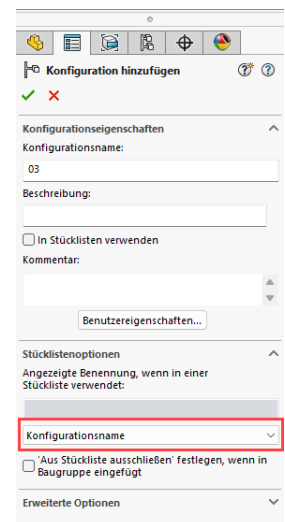 Konfiguration hinzufügen
Konfigurationseigenschaften
Konfigurationsname:
03
Beschreibung:
In Stücklisten verwenden
Kommentar:
Benutzereigenschaften...
Stücklistenoptionen
Angezeigte Benennung, wenn in einer
Stückliste verwendet:
Konfigurationsname
'Aus Stückliste ausschließen' festlegen, wenn in
Baugruppe eingefügt
Erweiterte Optionen